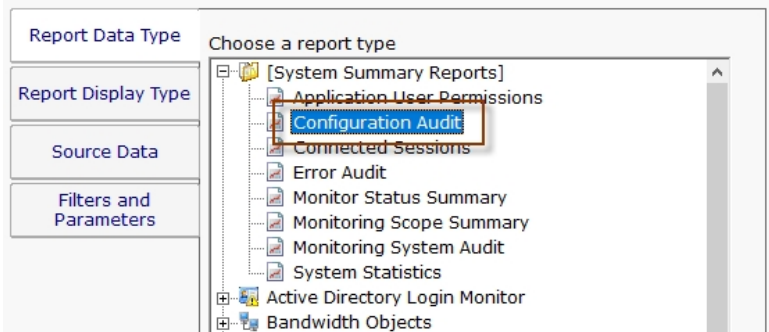 Report Data Type
Report Display Type
Source Data
Filters and
Parameters
Choose a report type
[System Summary Reports]
Application User Permissions
Configuration Audit
Connected Sessions
Error Audit
Monitor Status Summary
Monitoring Scope Summary
Monitoring System Audit
System Statistics
Active Directory Login Monitor
Bandwidth Objects